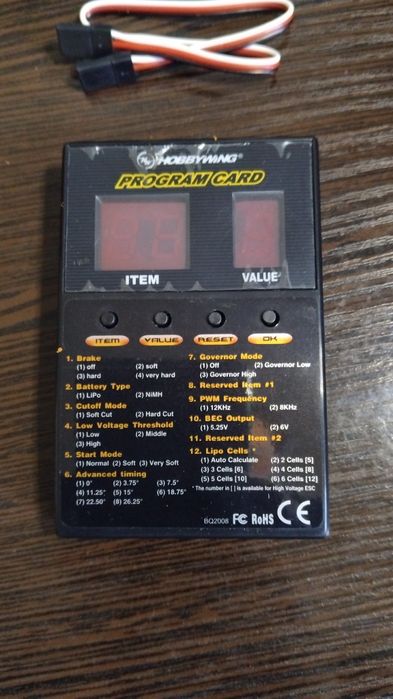 HOBBYWING
PROGRAM CARD
ITEM VALUE
ITEM VALUE RESET OK
1. Brake
(1) off (2) soft
(3) hard (4) very hard
2. Battery Type
(1) LiPo (2) NiMH
3. Cutoff Mode
(1) Soft Cut (2) Hard Cut
4. Low Voltage Threshold
(1) Low (2) Middle
(3) High
5. Start Mode
(1) Normal (2) Soft (3) Very Soft
6. Advanced timing
(1) 0° (2) 3.75° (3) 7.5°
(4) 11.25° (5) 15° (6) 18.75°
(7) 22.50° (8) 26.25°
7. Governor Mode
(1) Off (2) Governor Low
(3) Governor High
8. Reserved Item #1
9. PWM Frequency
(1) 12KHz (2) 8KHz
10. BEC Output
(1) 5.25V (2) 6V
11. Reserved Item #2
12. Lipo Cells *
(1) Auto Calculate (2) 2 Cells [5]
(3) 3 Cells [6] (4) 4 Cells [8]
(5) 5 Cells [10] (6) 6 Cells [12]
* The number in [ ] is available for High Voltage ESC
BQ2008 FC RoHS CE